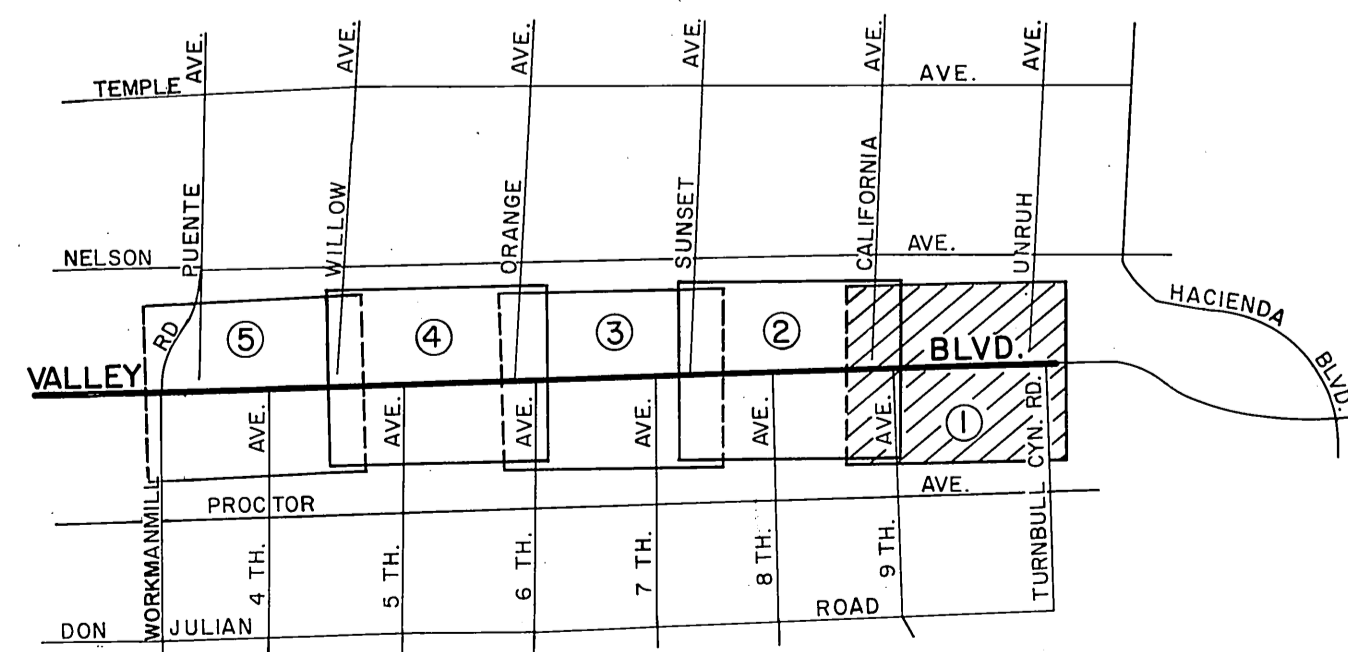 AVE.
AVE.
AVE.
AVE.
AVE.
AVE.
TEMPLE
AVE.
PUENTE
WILLOW
ORANGE
SUNSET
CALIFORNIA
UNRUH
NELSON
AVE.
HACIENDA
BLVD.
RD
⑤
④
③
②
VALLEY
BLVD.
①
AVE.
AVE.
AVE.
AVE.
AVE.
AVE.
TURNBULL CYN. RD.
PROCTOR
AVE.
WORKMANMILL
4 TH.
5 TH.
6 TH.
7 TH.
8 TH.
9 TH.
DON JULIAN
ROAD